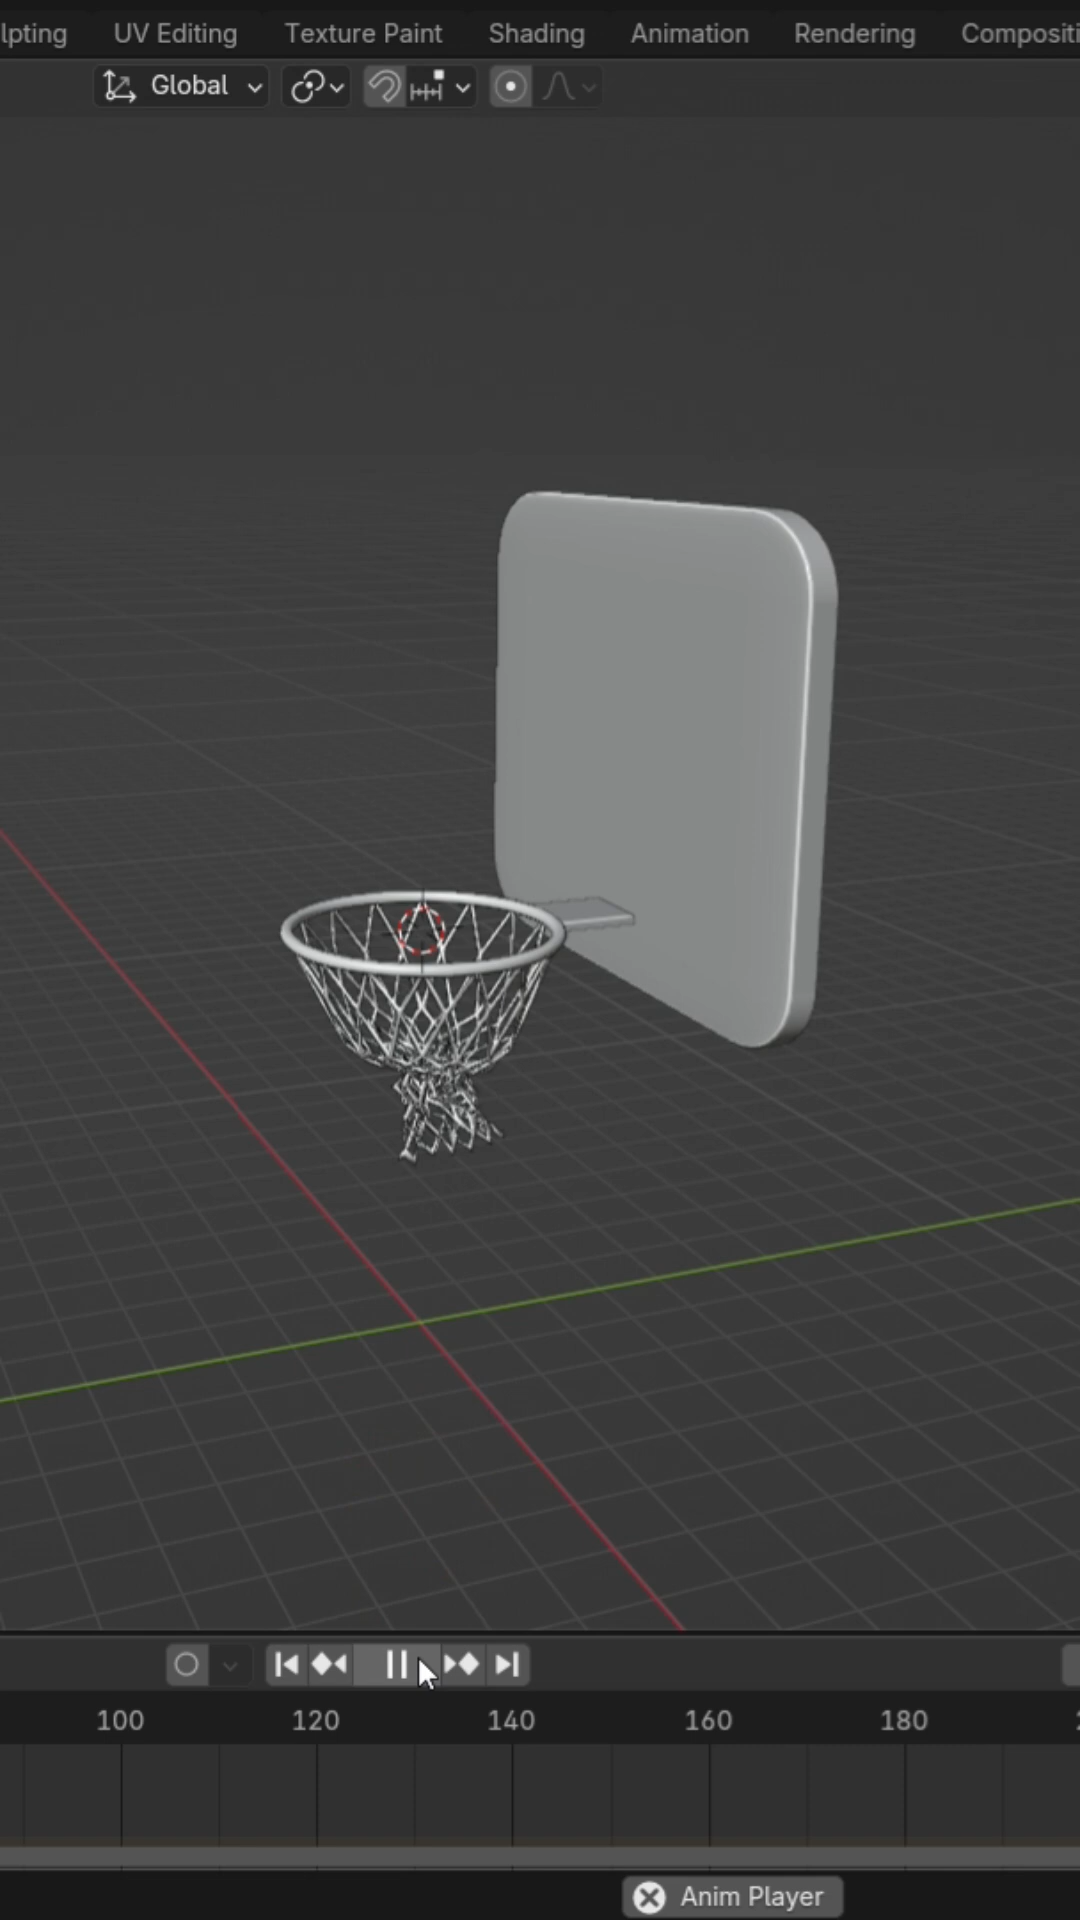 lpting UV Editing Texture Paint Shading Animation Rendering Compositi
Global
100 120 140 160 180
Anim Player